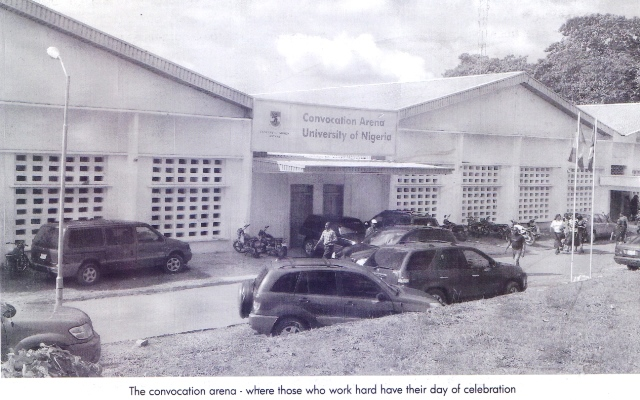 Convocation Arena
University of Nigeria
The convocation arena - where those who work hard have their day of celebration